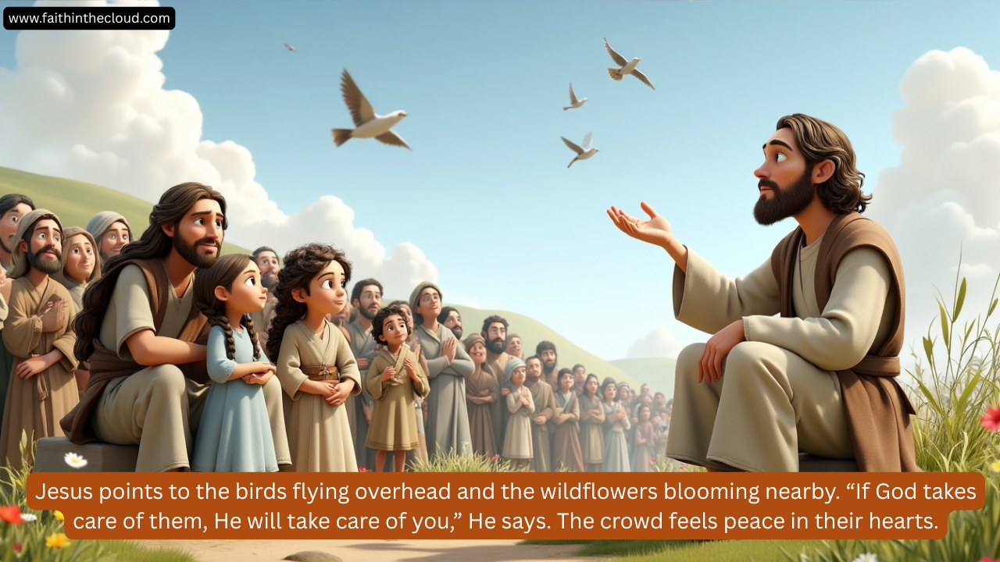 www.faithinthecloud.com
Jesus points to the birds flying overhead and the wildflowers blooming nearby. “If God takes
care of them, He will take care of you,” He says. The crowd feels peace in their hearts.